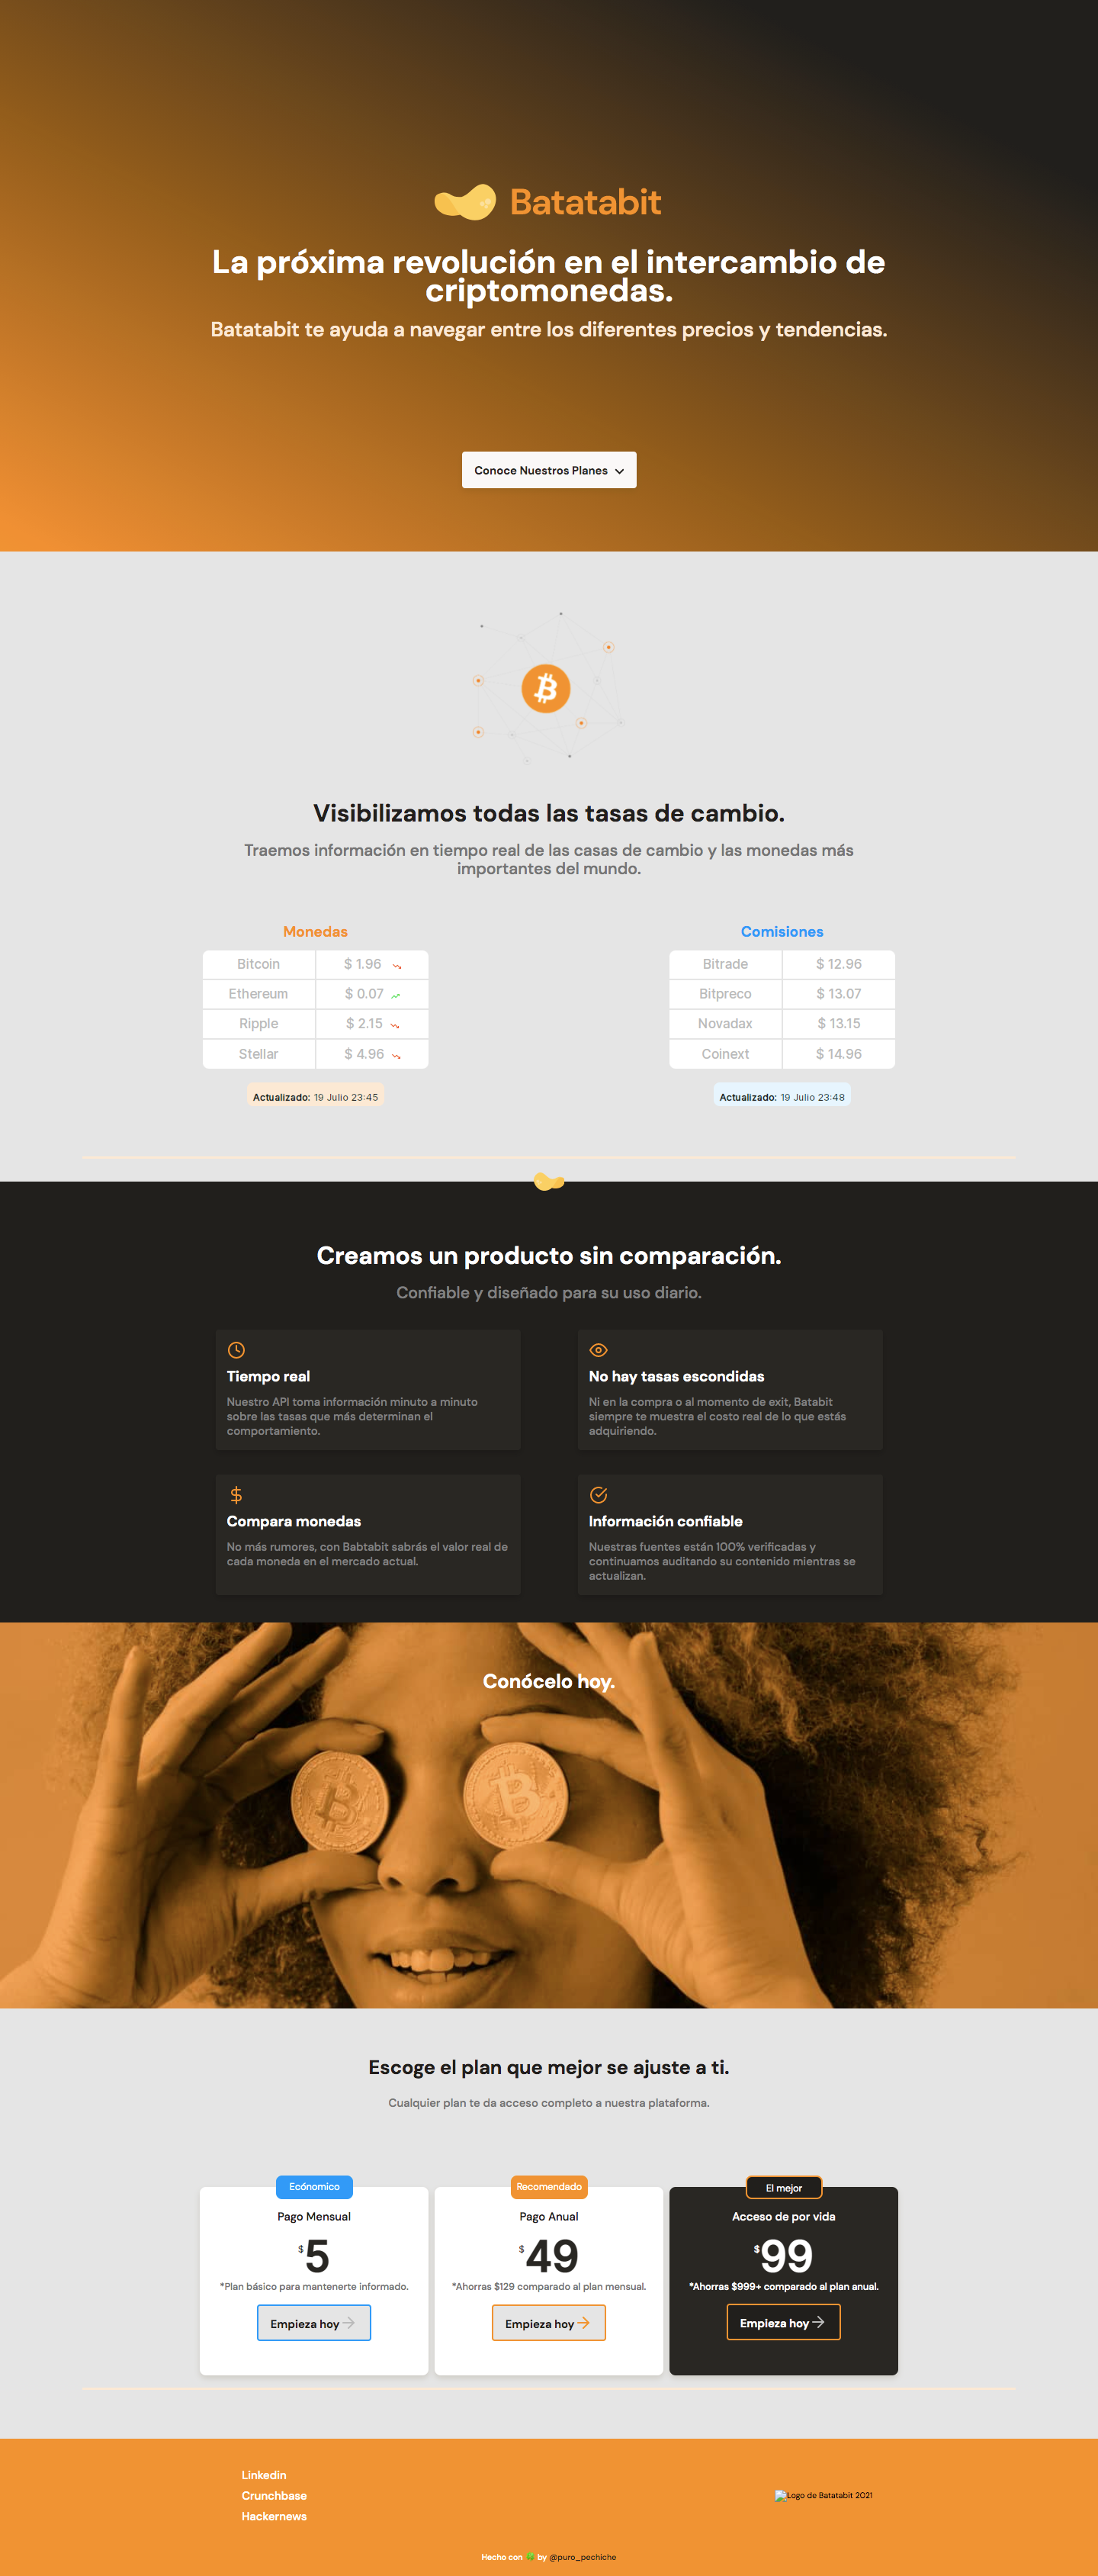 Batatabit
La próxima revolución en el intercambio de
criptomonedas.
Batatabit te ayuda a navegar entre los diferentes precios y tendencias.
Conoce Nuestros Planes
Visibilizamos todas las tasas de cambio.
Traemos información en tiempo real de las casas de cambio y las monedas más
importantes del mundo.
Monedas
Bitcoin $ 1.96
Ethereum $ 0.07
Ripple $ 2.15
Stellar $ 4.96
Actualizado: 19 Julio 23:45
Comisiones
Bitrade $ 12.96
Bitpreco $ 13.07
Novadax $ 13.15
Coinext $ 14.96
Actualizado: 19 Julio 23:48
Creamos un producto sin comparación.
Confiable y diseñado para su uso diario.
Tiempo real
Nuestro API toma información minuto a minuto
sobre las tasas que más determinan el
comportamiento.
No hay tasas escondidas
Ni en la compra o al momento de exit, Batabit
siempre te muestra el costo real de lo que estás
adquiriendo.
Compara monedas
No más rumores, con Babtabit sabrás el valor real de
cada moneda en el mercado actual.
Información confiable
Nuestras fuentes están 100% verificadas y
continuamos auditando su contenido mientras se
actualizan.
Conócelo hoy.
Escoge el plan que mejor se ajuste a ti.
Cualquier plan te da acceso completo a nuestra plataforma.
Ecónomico
Pago Mensual
$ 5
*Plan básico para mantenerte informado.
Empieza hoy
Recomendado
Pago Anual
$ 49
*Ahorras $129 comparado al plan mensual.
Empieza hoy
El mejor
Acceso de por vida
$ 99
*Ahorras $999+ comparado al plan anual.
Empieza hoy
Linkedin
Crunchbase
Hackernews
Logo de Batatabit 2021
Hecho con 💚 by @puro_pechiche